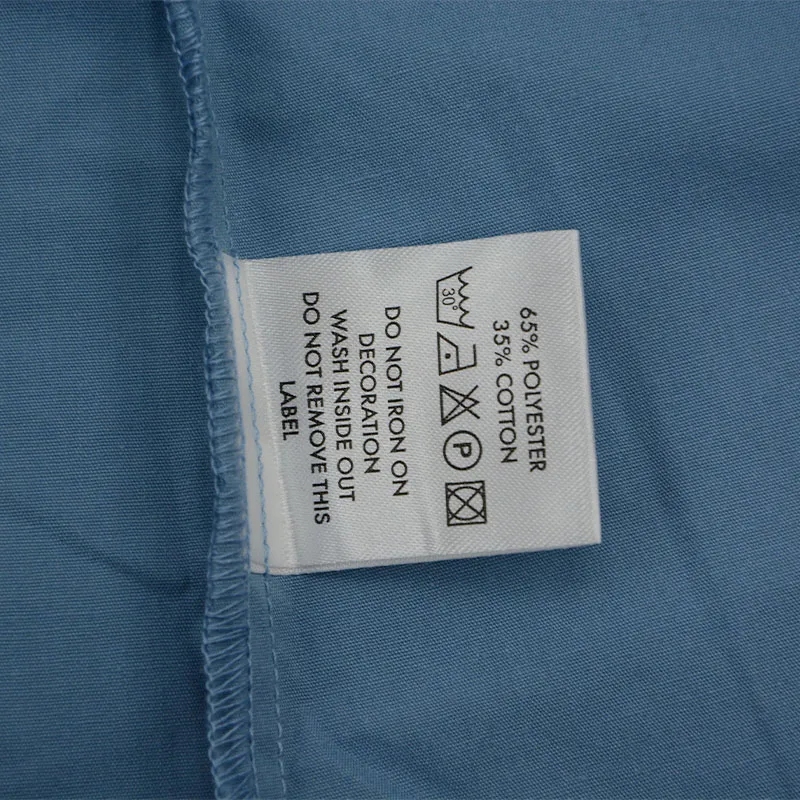 65% POLYESTER
35% COTTON
30°
P
DO NOT IRON ON
DECORATION
WASH INSIDE OUT
DO NOT REMOVE THIS
LABEL